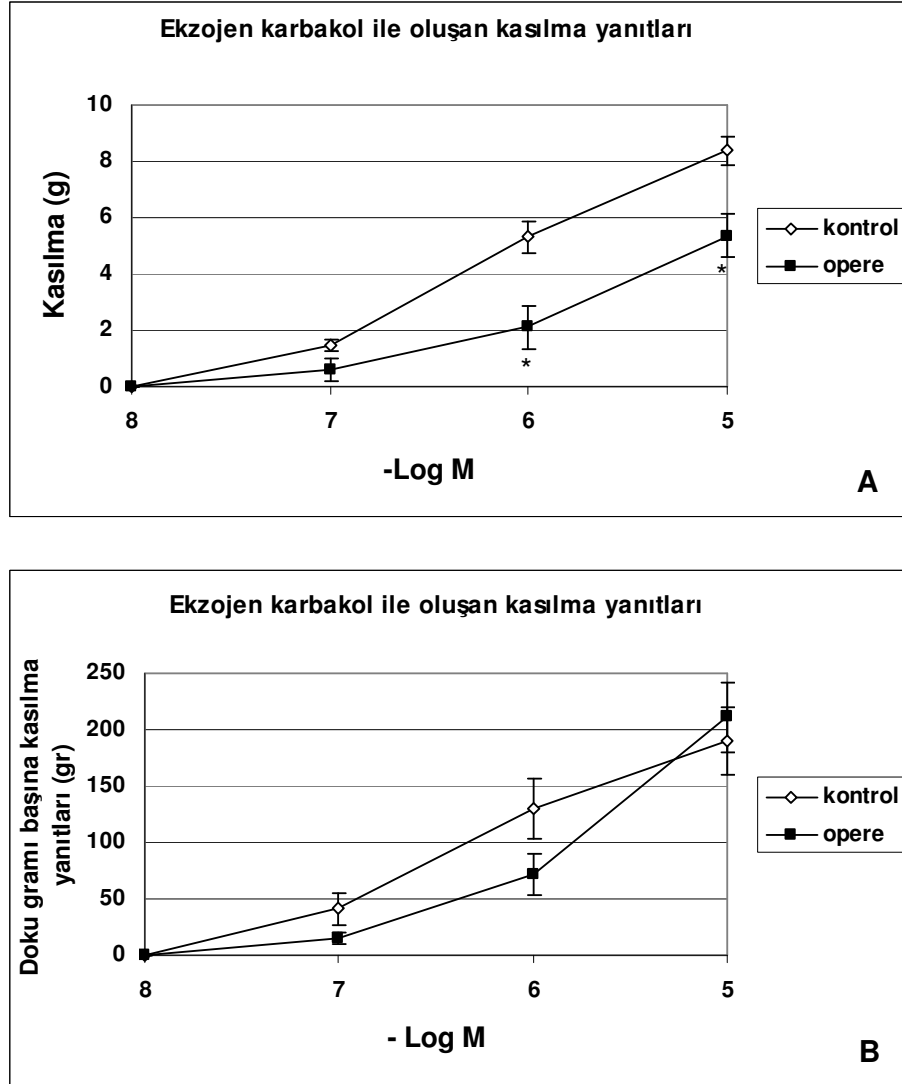 Ekzojen karbakol ile oluşan kasılma yanıtları
Kasılma (g)
10
8
6
4
2
0
8 7 6 5
-Log M
kontrol
opere
*
*
A
Ekzojen karbakol ile oluşan kasılma yanıtları
Doku gramı başına kasılma
yanıtları (gr)
250
200
150
100
50
0
8 7 6 5
- Log M
kontrol
opere
B